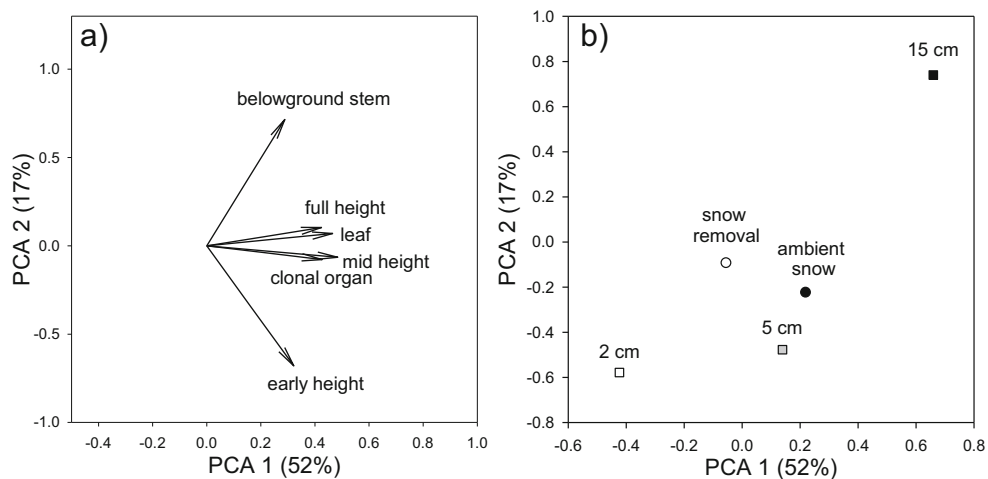 a)
1.0
0.5
0.0
-0.5
-1.0
PCA 2 (17%)
belowground stem
full height
leaf
mid height
clonal organ
early height
-0.4
-0.2
0.0
0.2
0.4
0.6
0.8
1.0
PCA 1 (52%)
b)
1.0
0.8
0.6
0.4
0.2
0.0
-0.2
-0.4
-0.6
-0.8
PCA 2 (17%)
15 cm
snow
removal
ambient
snow
5 cm
2 cm
-0.6
-0.4
-0.2
0.0
0.2
0.4
0.6
0.8
PCA 1 (52%)